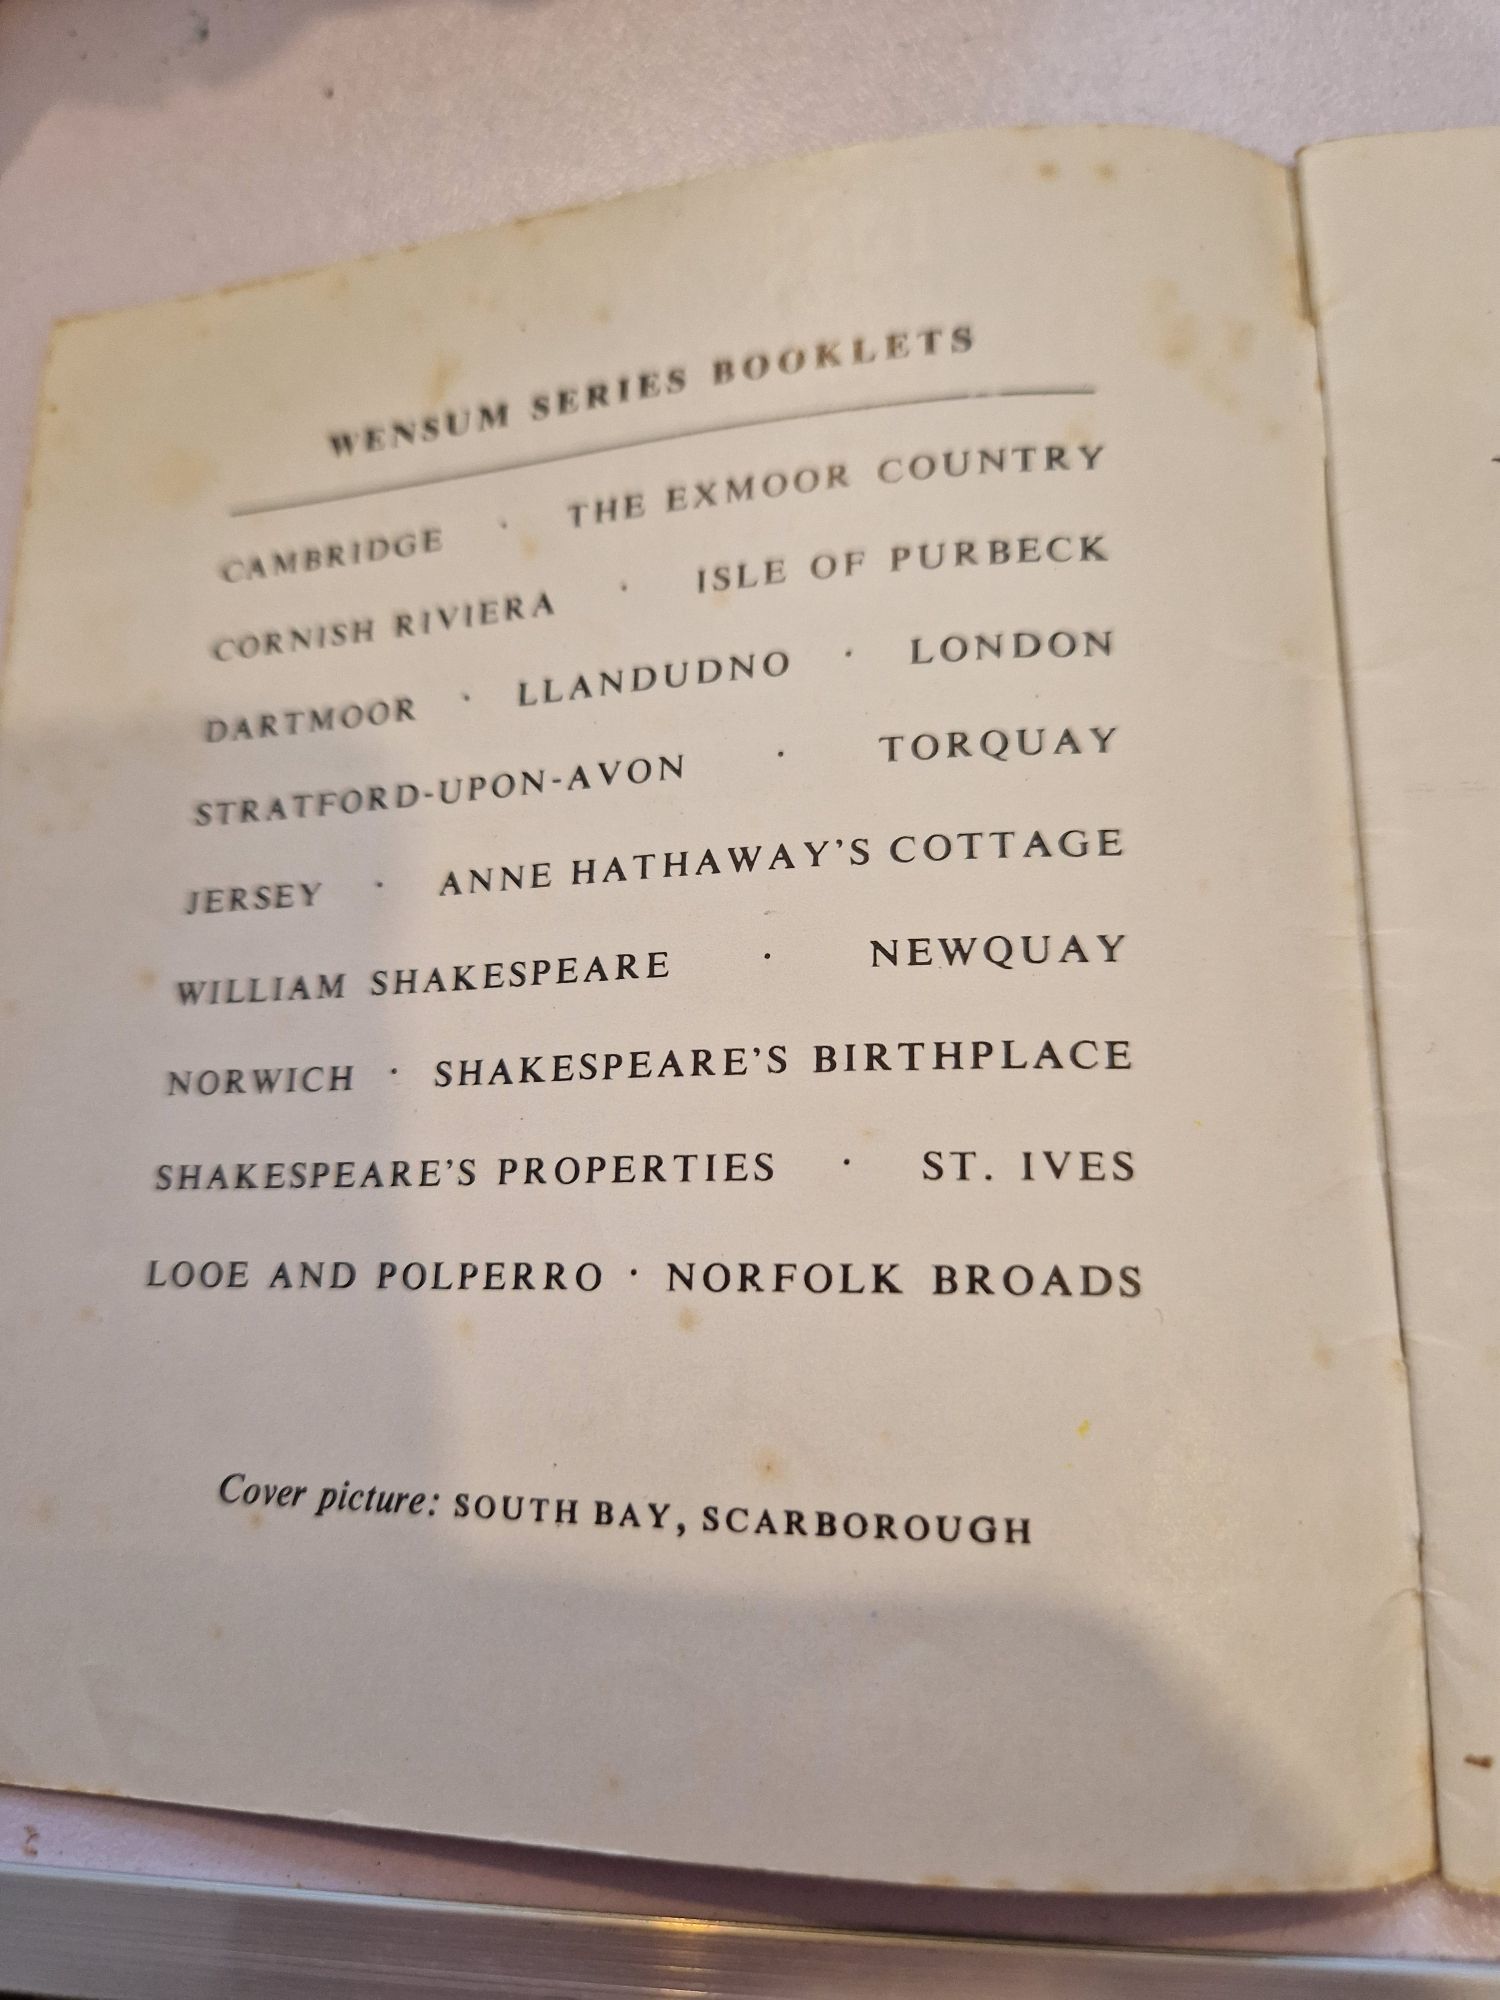 WENSUM SERIES BOOKLETS
CAMBRIDGE · THE EXMOOR COUNTRY
CORNISH RIVIERA · ISLE OF PURBECK
DARTMOOR · LLANDUDNO · LONDON
STRATFORD-UPON-AVON · TORQUAY
JERSEY · ANNE HATHAWAY’S COTTAGE
WILLIAM SHAKESPEARE · NEWQUAY
NORWICH · SHAKESPEARE’S BIRTHPLACE
SHAKESPEARE’S PROPERTIES · ST. IVES
LOOE AND POLPERRO · NORFOLK BROADS
Cover picture: SOUTH BAY, SCARBOROUGH